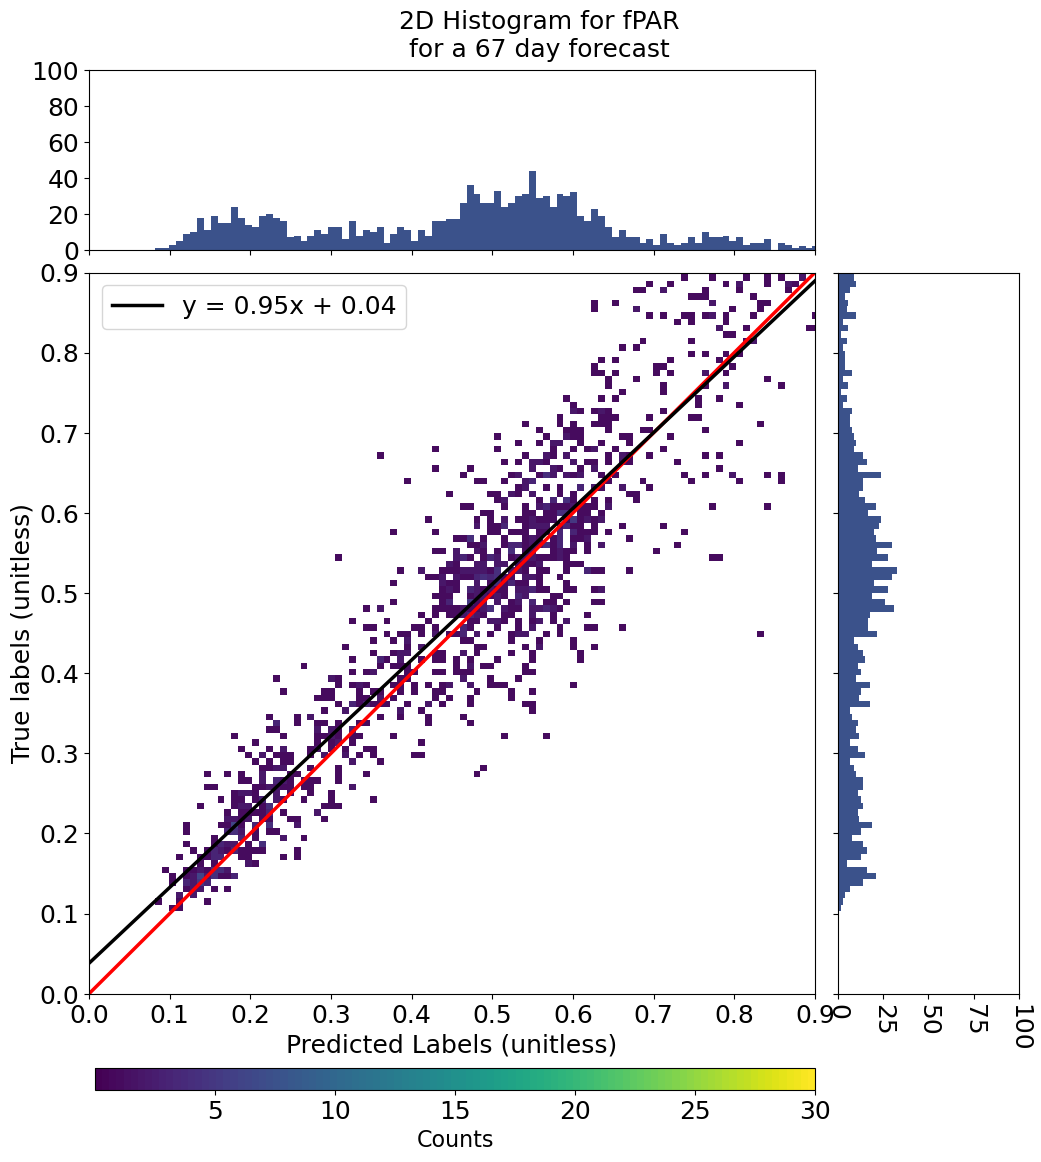 2D Histogram for fPAR
for a 67 day forecast
100
80
60
40
20
0
0.9
0.8
0.7
0.6
0.5
0.4
0.3
0.2
0.1
0.0
True labels (unitless)
y = 0.95x + 0.04
0.0 0.1 0.2 0.3 0.4 0.5 0.6 0.7 0.8 0.9
Predicted Labels (unitless)
0 25 50 75 100
5 10 15 20 25 30
Counts